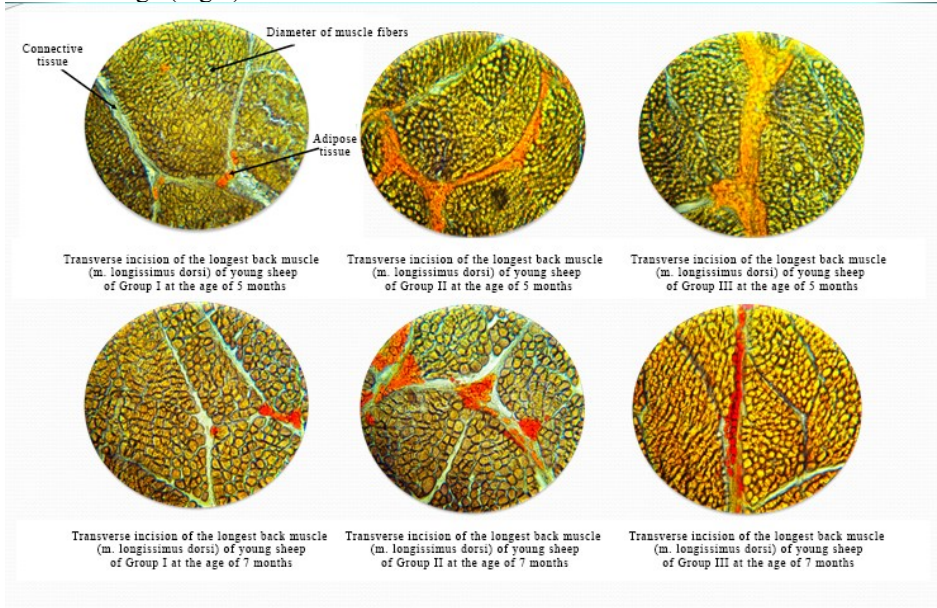 Diameter of muscle fibers
Connective
tissue
Adipose
tissue
Transverse incision of the longest back muscle
(m. longissimus dorsi) of young sheep
of Group I at the age of 5 months
Transverse incision of the longest back muscle
(m. longissimus dorsi) of young sheep
of Group II at the age of 5 months
Transverse incision of the longest back muscle
(m. longissimus dorsi) of young sheep
of Group III at the age of 5 months
Transverse incision of the longest back muscle
(m. longissimus dorsi) of young sheep
of Group I at the age of 7 months
Transverse incision of the longest back muscle
(m. longissimus dorsi) of young sheep
of Group II at the age of 7 months
Transverse incision of the longest back muscle
(m. longissimus dorsi) of young sheep
of Group III at the age of 7 months